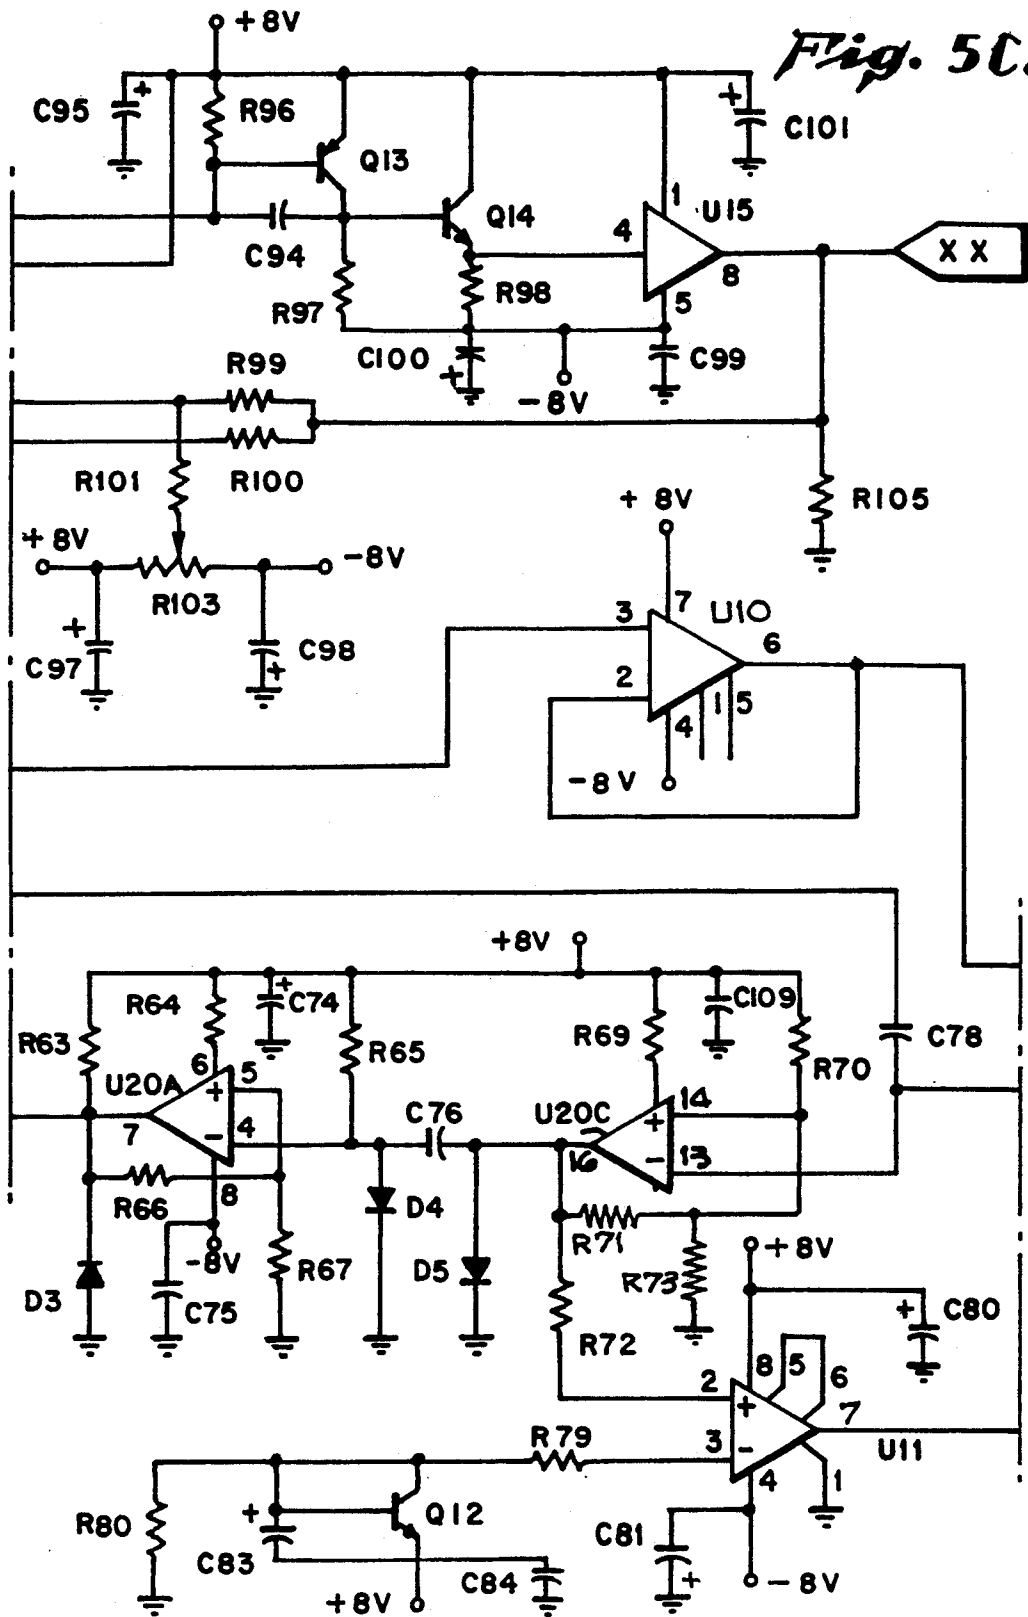 +8V
Fig. 5C.
C95 +
R96
Q13
+ C101
Q14
C94
4 1 U15
8
5
XX
R97
R98
C100 +
-8V
C99
R99
R101
R100
R105
+8V
-8V
R103
+ C97
C98 +
+8V
3 7 U10 6
2
4 1 5
-8V
+8V
R63
R64
+ C74
R65
R69
C109
R70
C78
U20A
6 + 5
7 - 4
8
C76
U20C
+ 14
16 - 13
R66
-8V
R67
D3
C75
D4
D5
R71
R73
R72
+8V
+ C80
8 5 6
2 + 7
3 - U11
4 1
R79
R80
+ C83
Q12
C84
+8V
C81 +
-8V